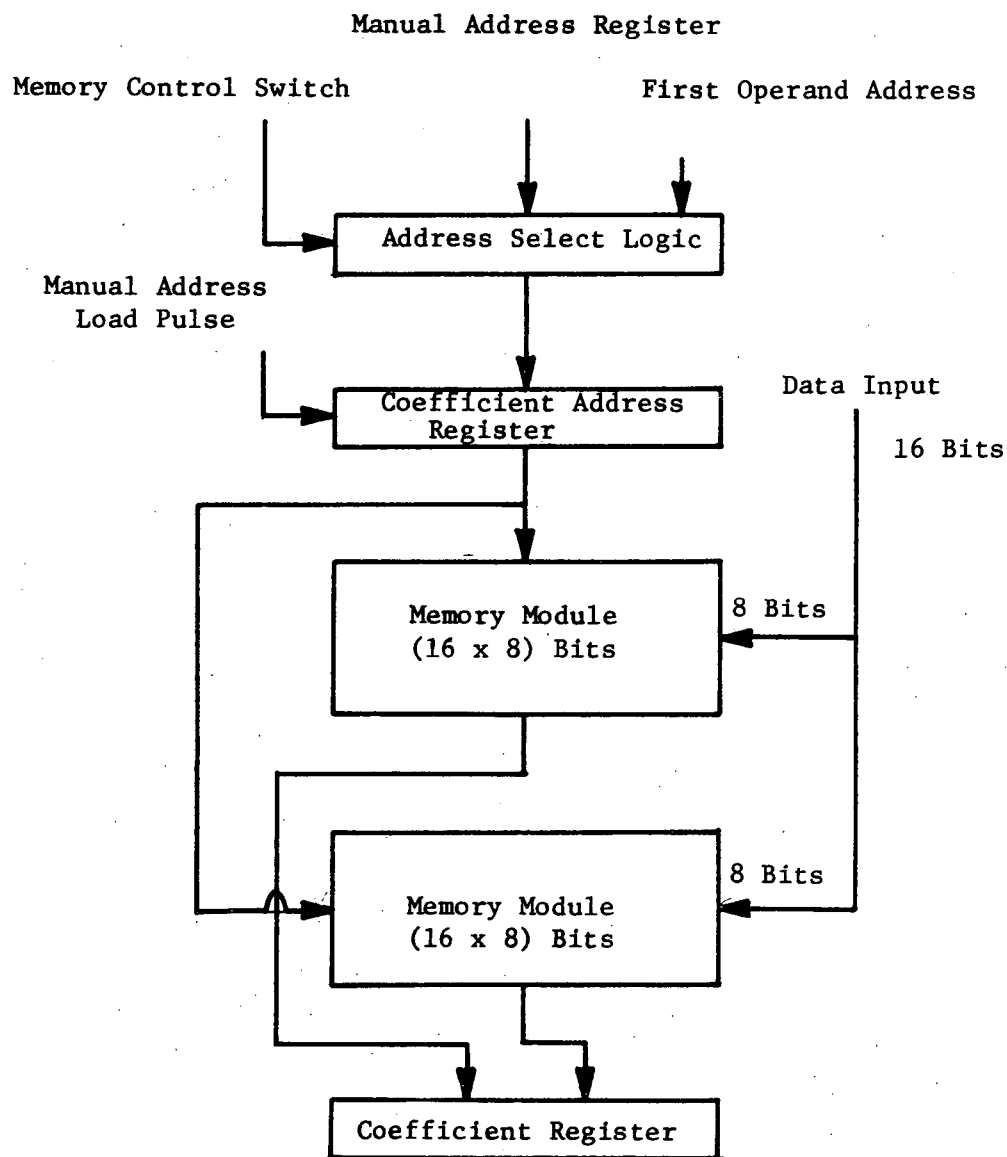 Manual Address Register
Memory Control Switch
First Operand Address
Address Select Logic
Manual Address
Load Pulse
Coefficient Address
Register
Data Input
16 Bits
Memory Module
(16 x 8) Bits
8 Bits
Memory Module
(16 x 8) Bits
8 Bits
Coefficient Register